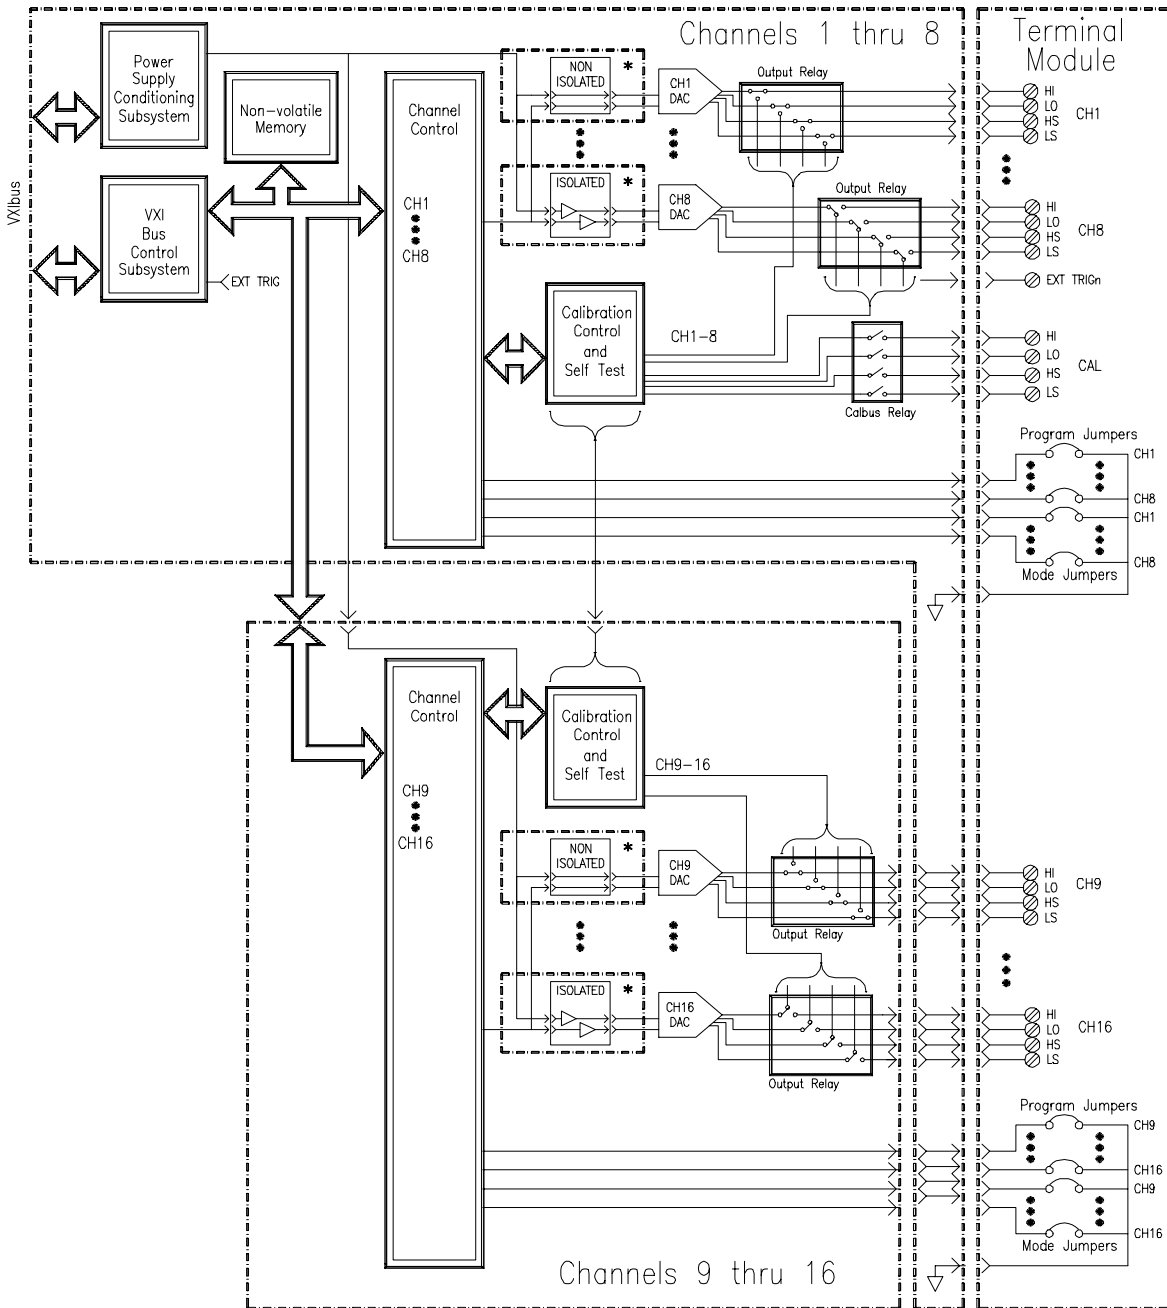 Channels 1 thru 8
Terminal
Module
VXIbus
Power
Supply
Conditioning
Subsystem
Non-volatile
Memory
VXI
Bus
Control
Subsystem
EXT TRIG
Channel
Control
CH1
CH8
NON
ISOLATED
*
CH1
DAC
Output Relay
HI
LO
HS
LS
CH1
ISOLATED
*
CH8
DAC
Output Relay
HI
LO
HS
LS
CH8
EXT TRIGn
Calibration
Control
and
Self Test
CH1-8
Calbus Relay
HI
LO
HS
LS
CAL
Program Jumpers
CH1
CH8
CH1
CH8
Mode Jumpers
Channel
Control
CH9
CH16
Calibration
Control
and
Self Test
CH9-16
NON
ISOLATED
*
CH9
DAC
Output Relay
HI
LO
HS
LS
CH9
ISOLATED
*
CH16
DAC
Output Relay
HI
LO
HS
LS
CH16
Program Jumpers
CH9
CH16
CH9
CH16
Mode Jumpers
Channels 9 thru 16